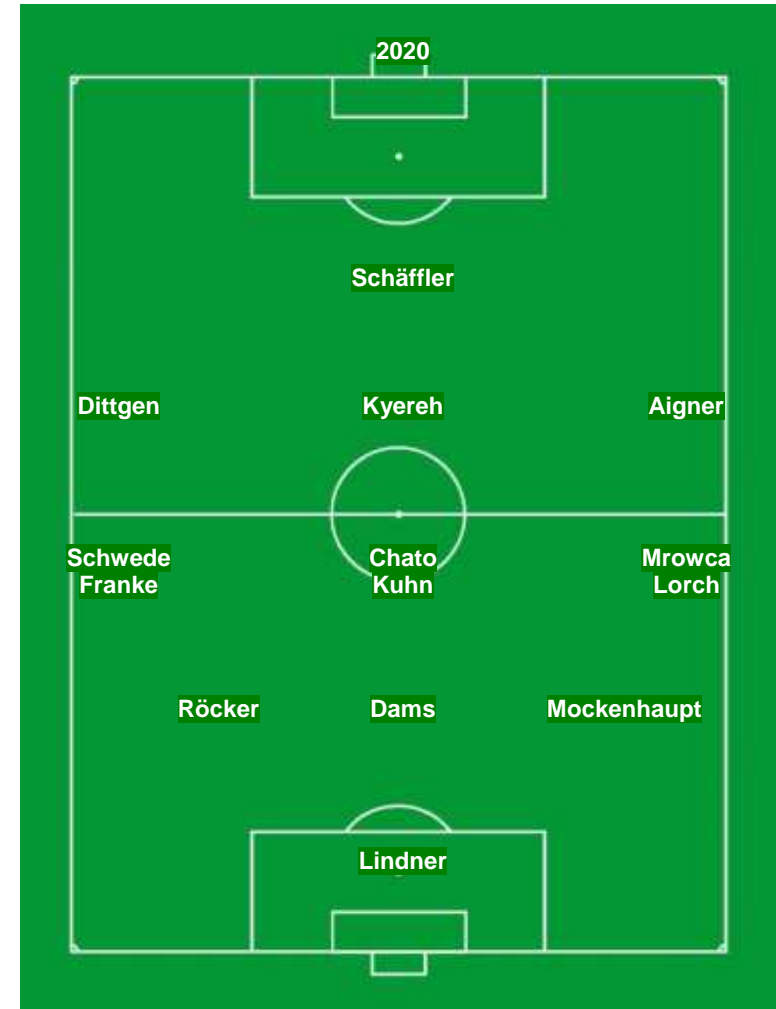 2020
Schäffler
Dittgen Kyereh Aigner
Schwede Chato Mrowca
Franke Kuhn Lorch
Röcker Dams Mockenhaupt
Lindner